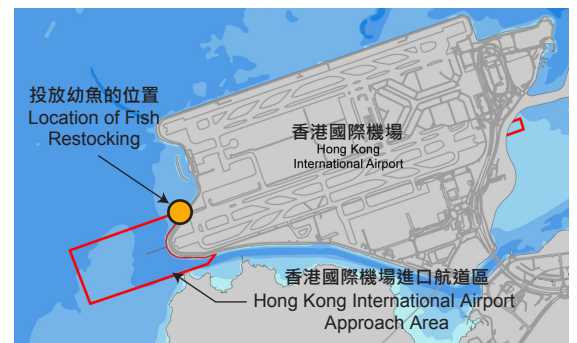 投放幼魚的位置
Location of Fish
Restocking
香港國際機場
Hong Kong
International Airport
香港國際機場進口航道區
Hong Kong International Airport
Approach Area